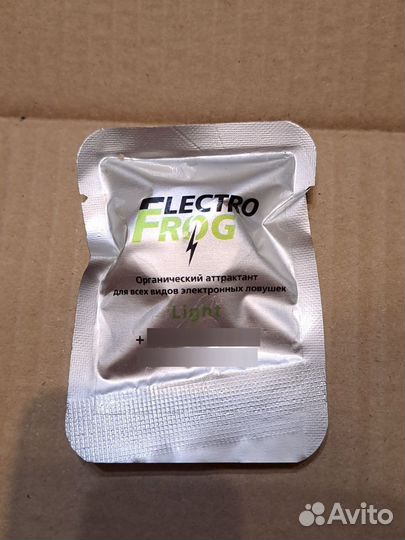 ELECTRO
FROG
Органический аттрактант
для всех видов электронных ловушек
Light
+
Avito